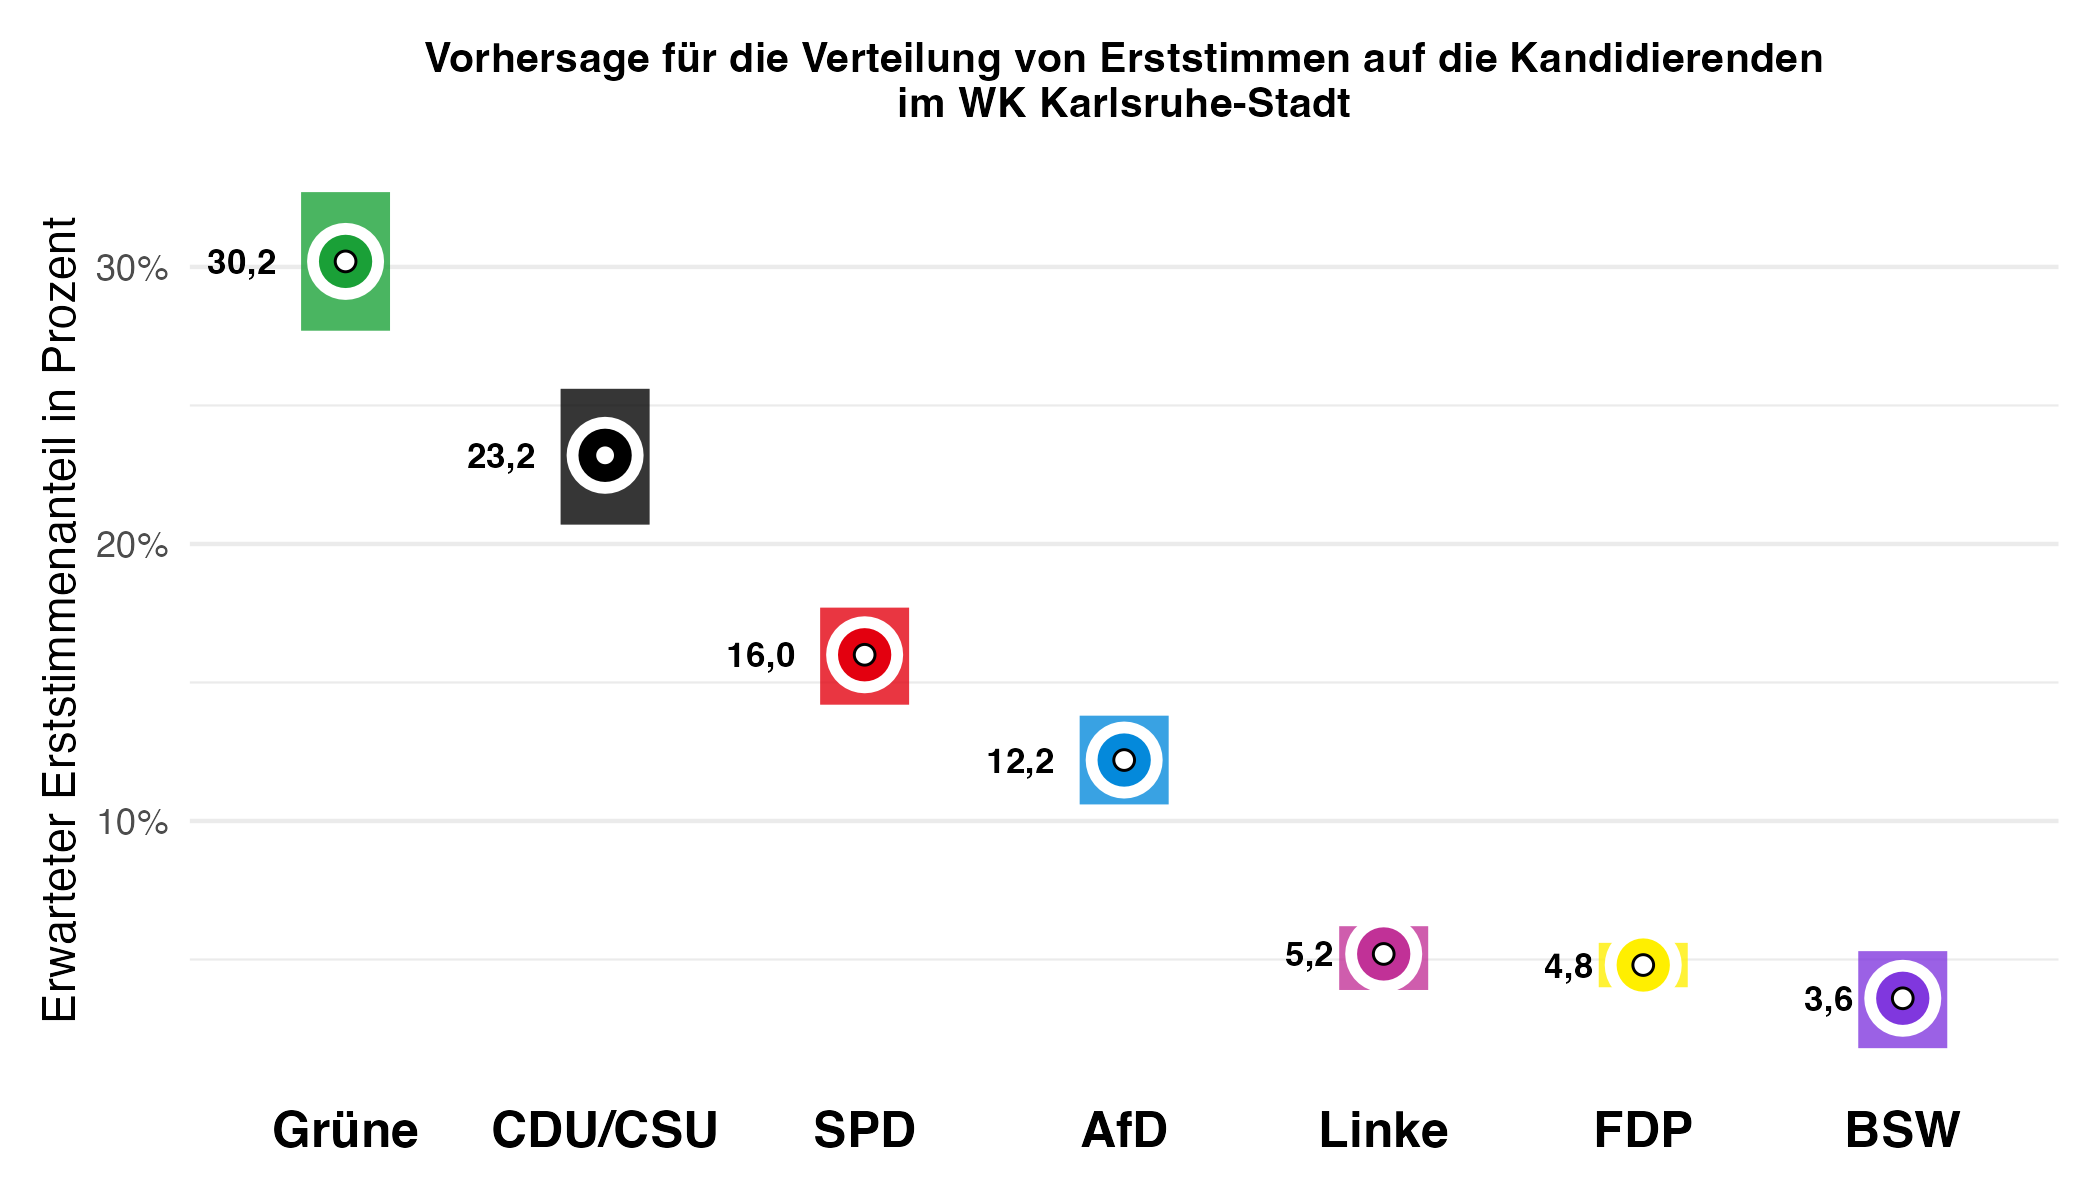 Vorhersage für die Verteilung von Erststimmen auf die Kandidierenden
im WK Karlsruhe-Stadt
Erwarteter Erststimmenanteil in Prozent
30%
20%
10%
30,2
23,2
16,0
12,2
5,2
4,8
3,6
Grüne
CDU/CSU
SPD
AfD
Linke
FDP
BSW